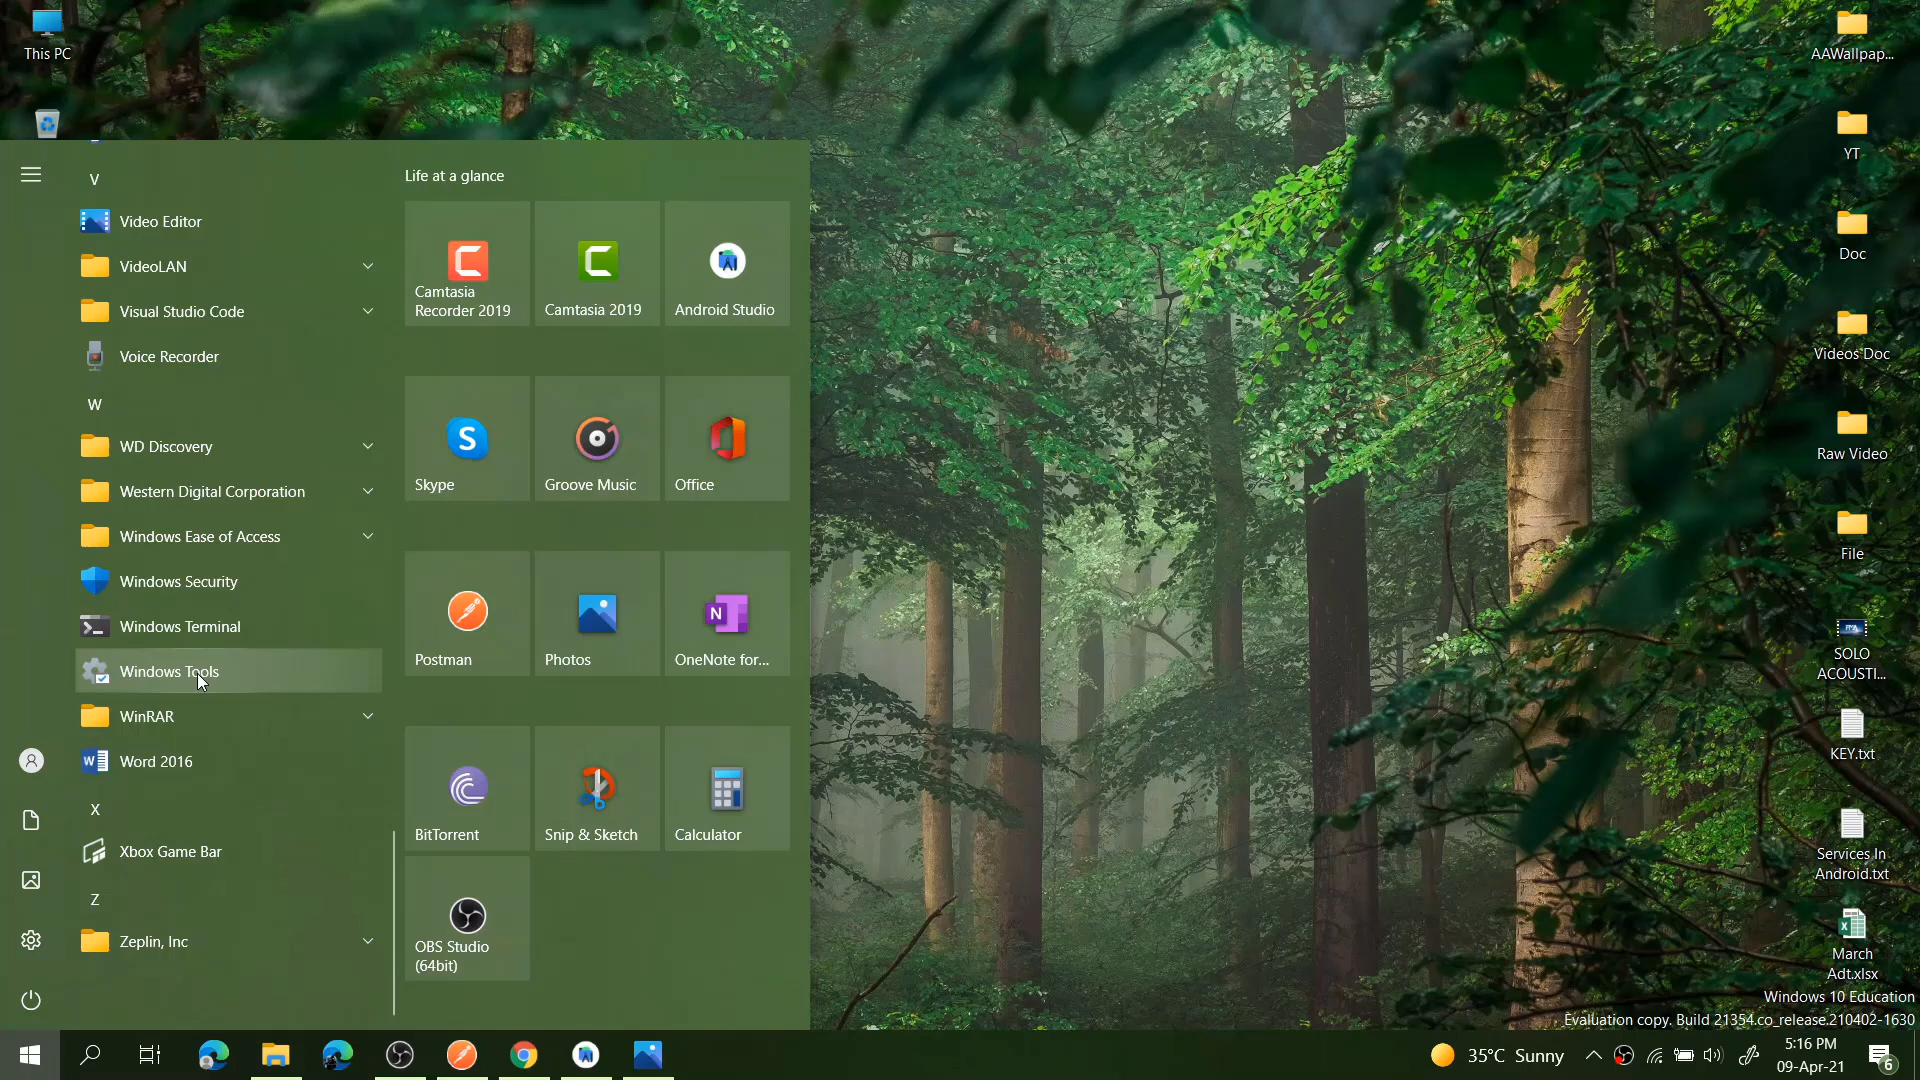 This PC
V
Video Editor
VideoLAN
Visual Studio Code
Voice Recorder
W
WD Discovery
Western Digital Corporation
Windows Ease of Access
Windows Security
Windows Terminal
Windows Tools
WinRAR
Word 2016
X
Xbox Game Bar
Z
Zeplin, Inc
Life at a glance
Camtasia
Recorder 2019
Camtasia 2019
Android Studio
Skype
Groove Music
Office
Postman
Photos
OneNote for...
BitTorrent
Snip & Sketch
Calculator
OBS Studio
(64bit)
AAWallpap...
YT
Doc
Videos Doc
Raw Video
File
SOLO
ACOUSTI...
KEY.txt
Services In
Android.txt
March
Adt.xlsx
Windows 10 Education
Evaluation copy. Build 21354.co_release.210402-1630
35°C Sunny
5:16 PM
09-Apr-21
6